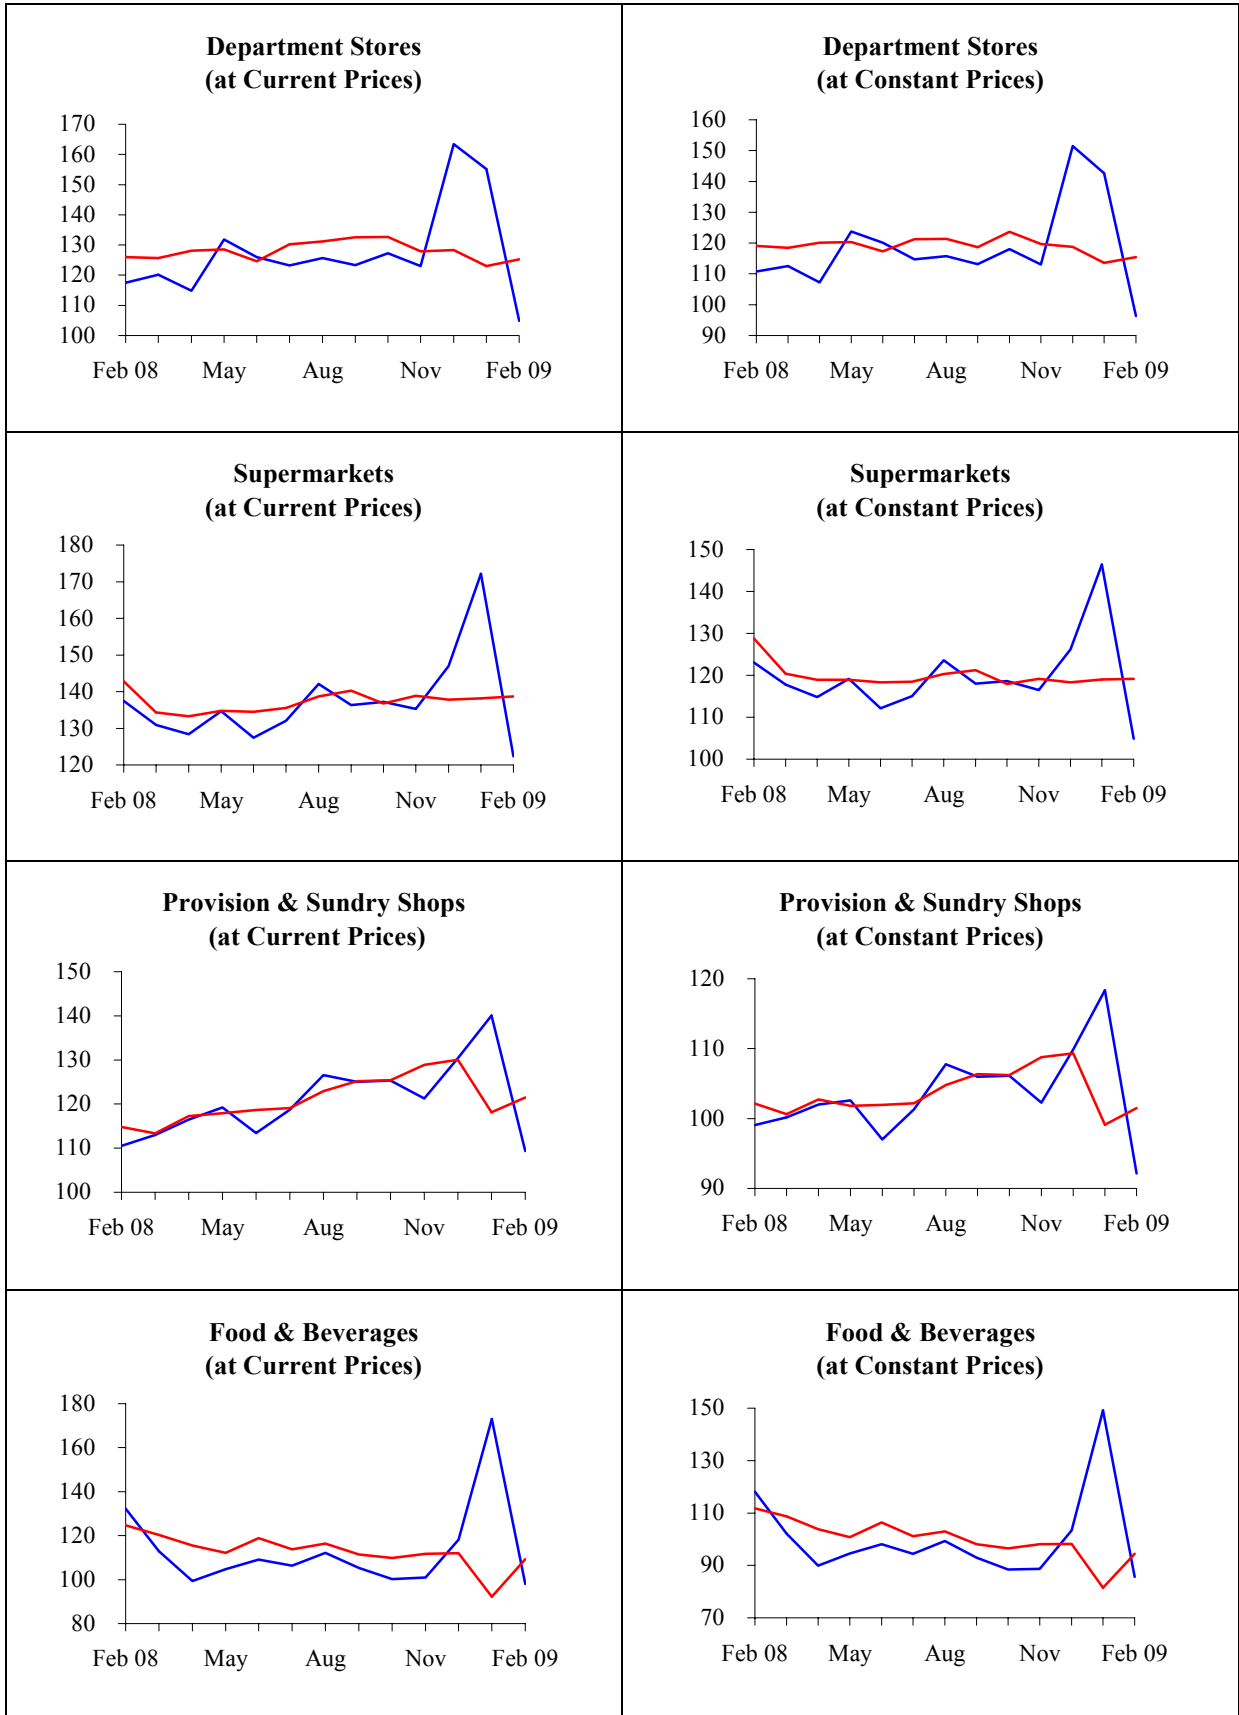 Department Stores
(at Current Prices)
170
160
150
140
130
120
110
100
Feb 08 May Aug Nov Feb 09
Department Stores
(at Constant Prices)
160
150
140
130
120
110
100
90
Feb 08 May Aug Nov Feb 09
Supermarkets
(at Current Prices)
180
170
160
150
140
130
120
Feb 08 May Aug Nov Feb 09
Supermarkets
(at Constant Prices)
150
140
130
120
110
100
Feb 08 May Aug Nov Feb 09
Provision & Sundry Shops
(at Current Prices)
150
140
130
120
110
100
Feb 08 May Aug Nov Feb 09
Provision & Sundry Shops
(at Constant Prices)
120
110
100
90
Feb 08 May Aug Nov Feb 09
Food & Beverages
(at Current Prices)
180
160
140
120
100
80
Feb 08 May Aug Nov Feb 09
Food & Beverages
(at Constant Prices)
150
130
110
90
70
Feb 08 May Aug Nov Feb 09